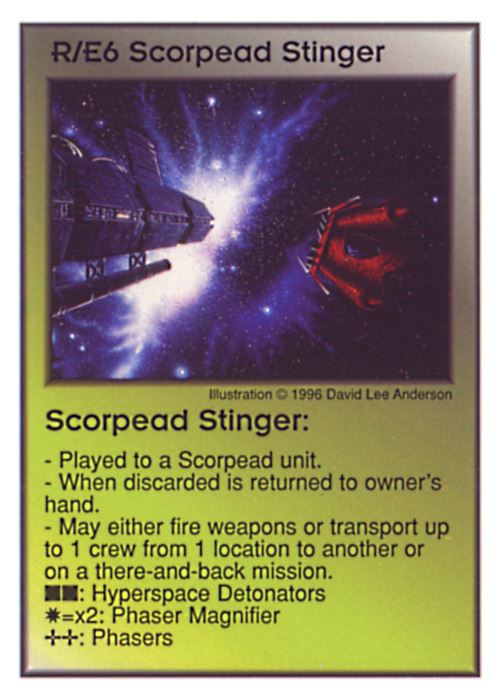 R/E6 Scorpead Stinger
Illustration © 1996 David Lee Anderson
Scorpead Stinger:
- Played to a Scorpead unit.
- When discarded is returned to owner's
hand.
- May either fire weapons or transport up
to 1 crew from 1 location to another or
on a there-and-back mission.
■■: Hyperspace Detonators
✷=x2: Phaser Magnifier
✢✢: Phasers